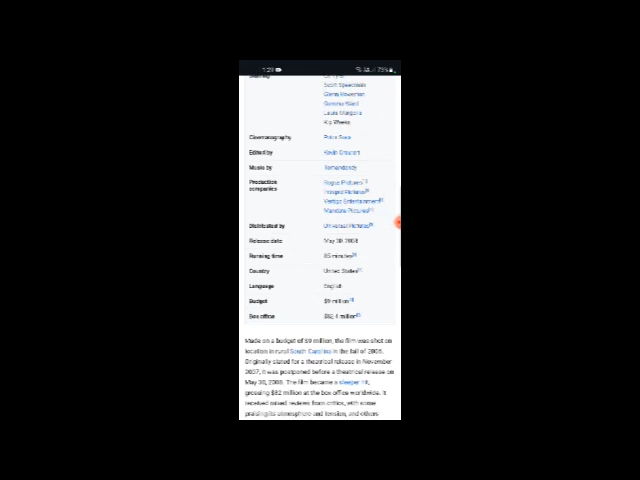 1:29
73%
Starring
Liv Tyler
Scott Speedman
Glenn Howerton
Gemma Ward
Laura Margolis
Kip Weeks
Cinematography Peter Sova
Edited by Kevin Greutert
Music by Tomandandy
Production companies
Rogue Pictures
Intrepid Pictures
Vertigo Entertainment
Mandate Pictures
Distributed by Universal Pictures
Release date May 30, 2008
Running time 85 minutes
Country United States
Language English
Budget $9 million
Box office $82.4 million
Made on a budget of $9 million, the film was shot on
location in rural South Carolina in the fall of 2006.
Originally slated for a theatrical release in November
2007, it was postponed before a theatrical release on
May 30, 2008. The film became a sleeper hit,
grossing $82 million at the box office worldwide. It
received mixed reviews from critics, with some
praising its atmosphere and tension, and others